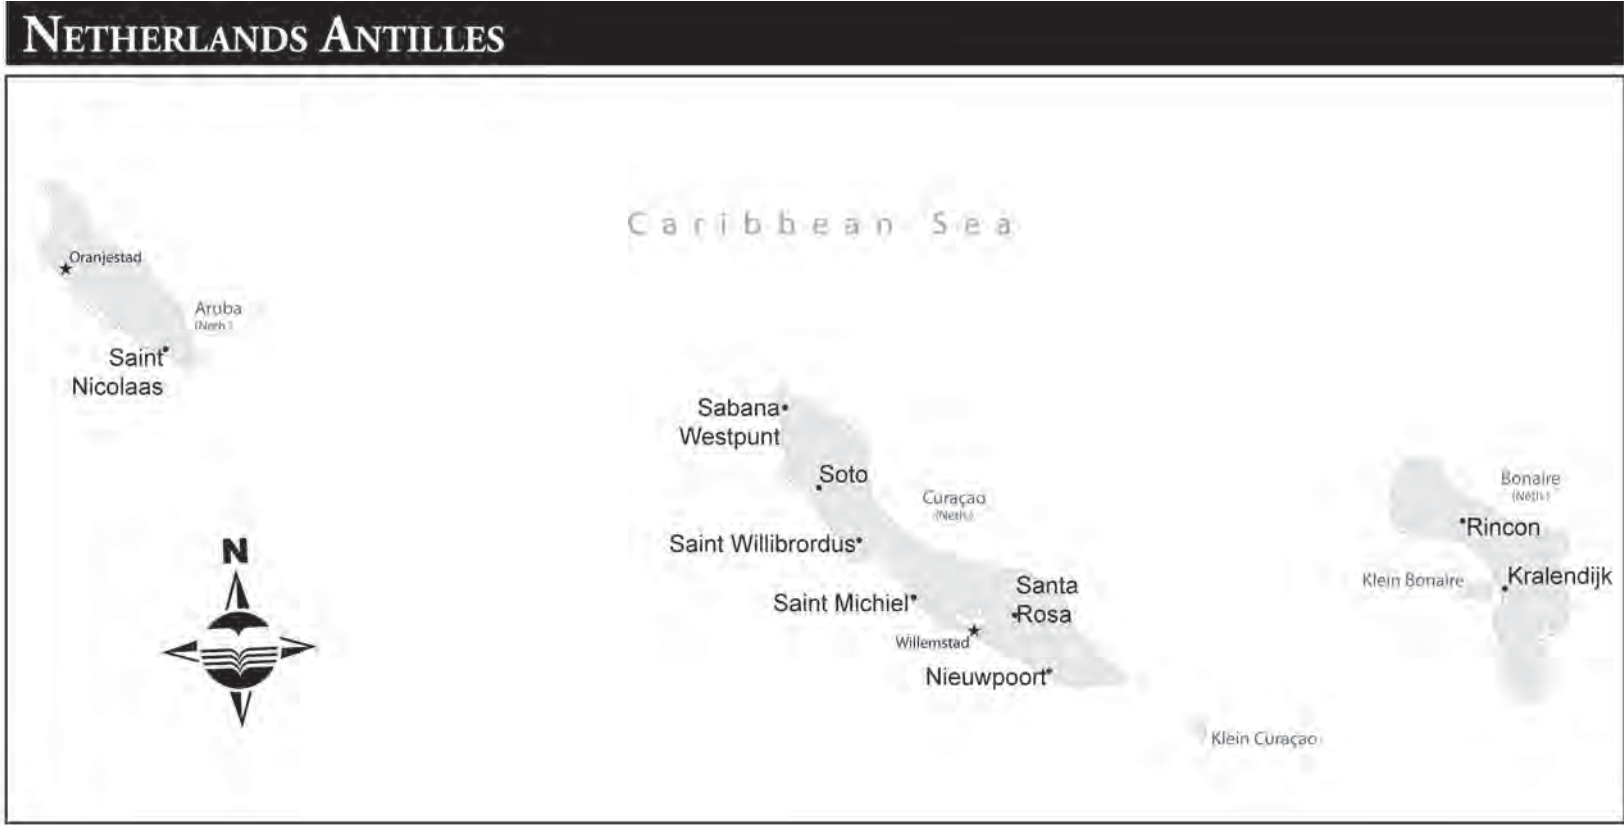 NETHERLANDS ANTILLES
Caribbean Sea
Oranjestad
Aruba
(Neth.)
Saint
Nicolaas
Sabana
Westpunt
Soto
Curaçao
(Neth.)
Saint Willibrordus
Saint Michiel
Santa
Rosa
Willemstad
Nieuwpoort
Klein Curaçao
Bonaire
(Neth.)
Rincon
Klein Bonaire
Kralendijk
N